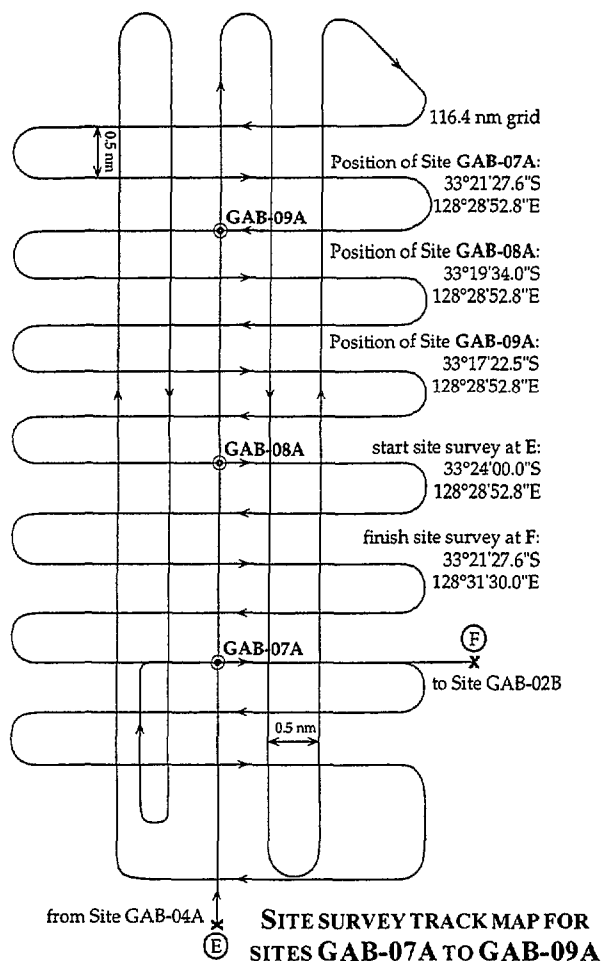 116.4 nm grid
0.5 nm
Position of Site GAB-07A:
33°21'27.6"S
128°28'52.8"E
GAB-09A
Position of Site GAB-08A:
33°19'34.0"S
128°28'52.8"E
Position of Site GAB-09A:
33°17'22.5"S
128°28'52.8"E
GAB-08A
start site survey at E:
33°24'00.0"S
128°28'52.8"E
finish site survey at F:
33°21'27.6"S
128°31'30.0"E
GAB-07A
F
to Site GAB-02B
0.5 nm
from Site GAB-04A
E
SITE SURVEY TRACK MAP FOR
SITES GAB-07A TO GAB-09A